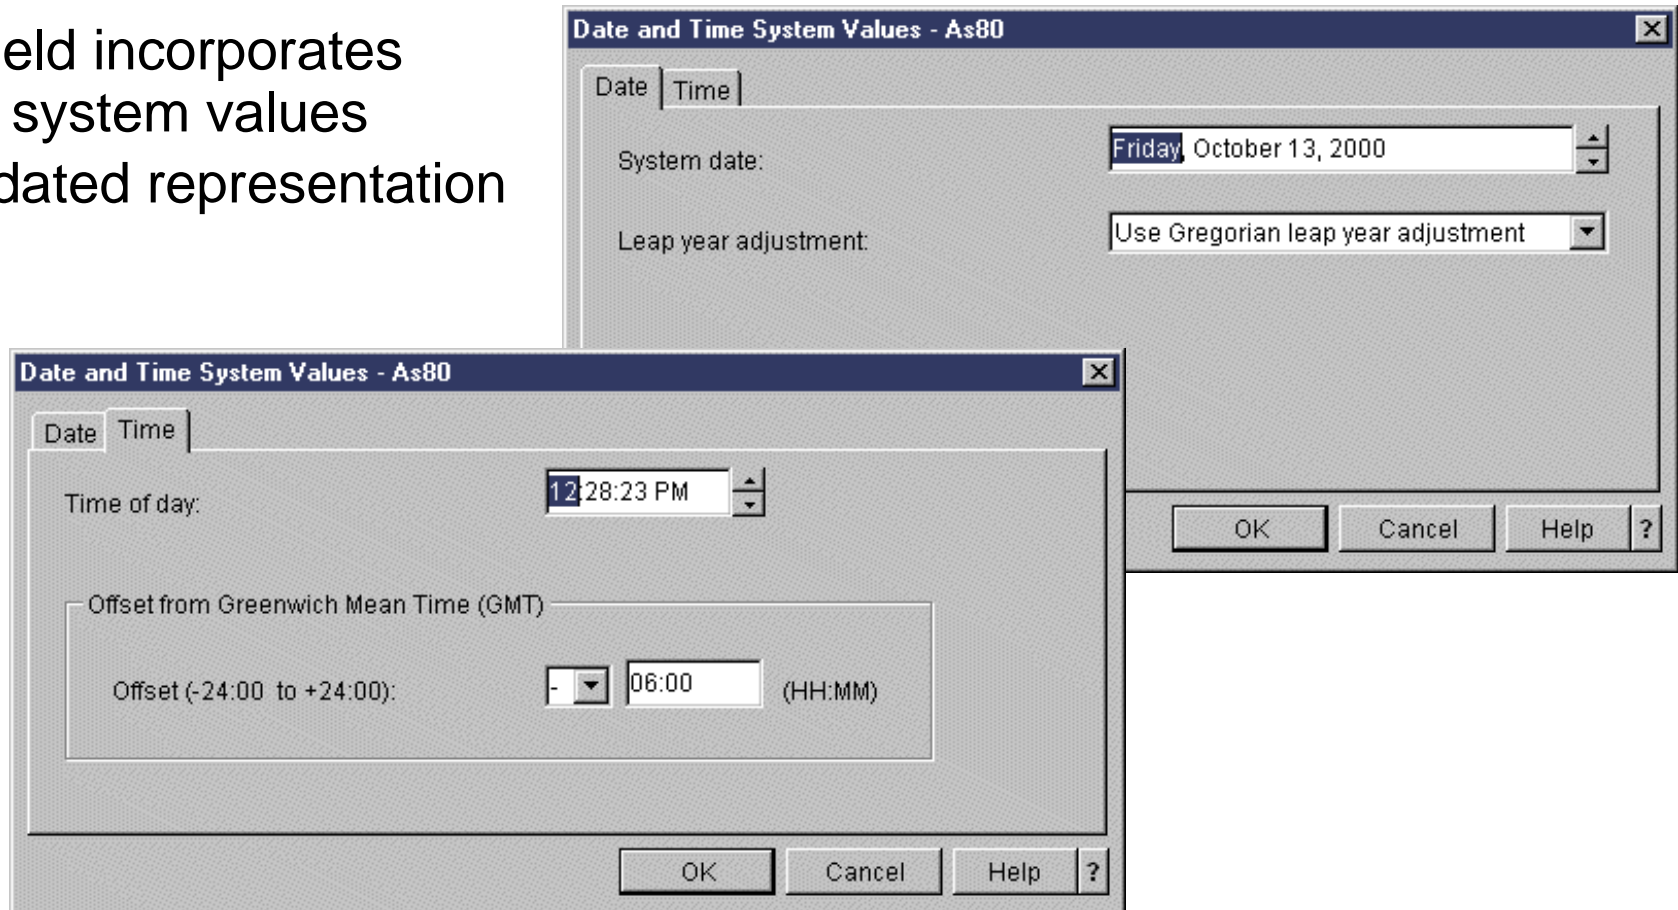 eld incorporates
system values
dated representation
Date and Time System Values - As80
Date Time
System date: Friday, October 13, 2000
Leap year adjustment: Use Gregorian leap year adjustment
OK Cancel Help ?
Date and Time System Values - As80
Date Time
Time of day: 12:28:23 PM
Offset from Greenwich Mean Time (GMT)
Offset (-24:00 to +24:00): - 06:00 (HH:MM)
OK Cancel Help ?